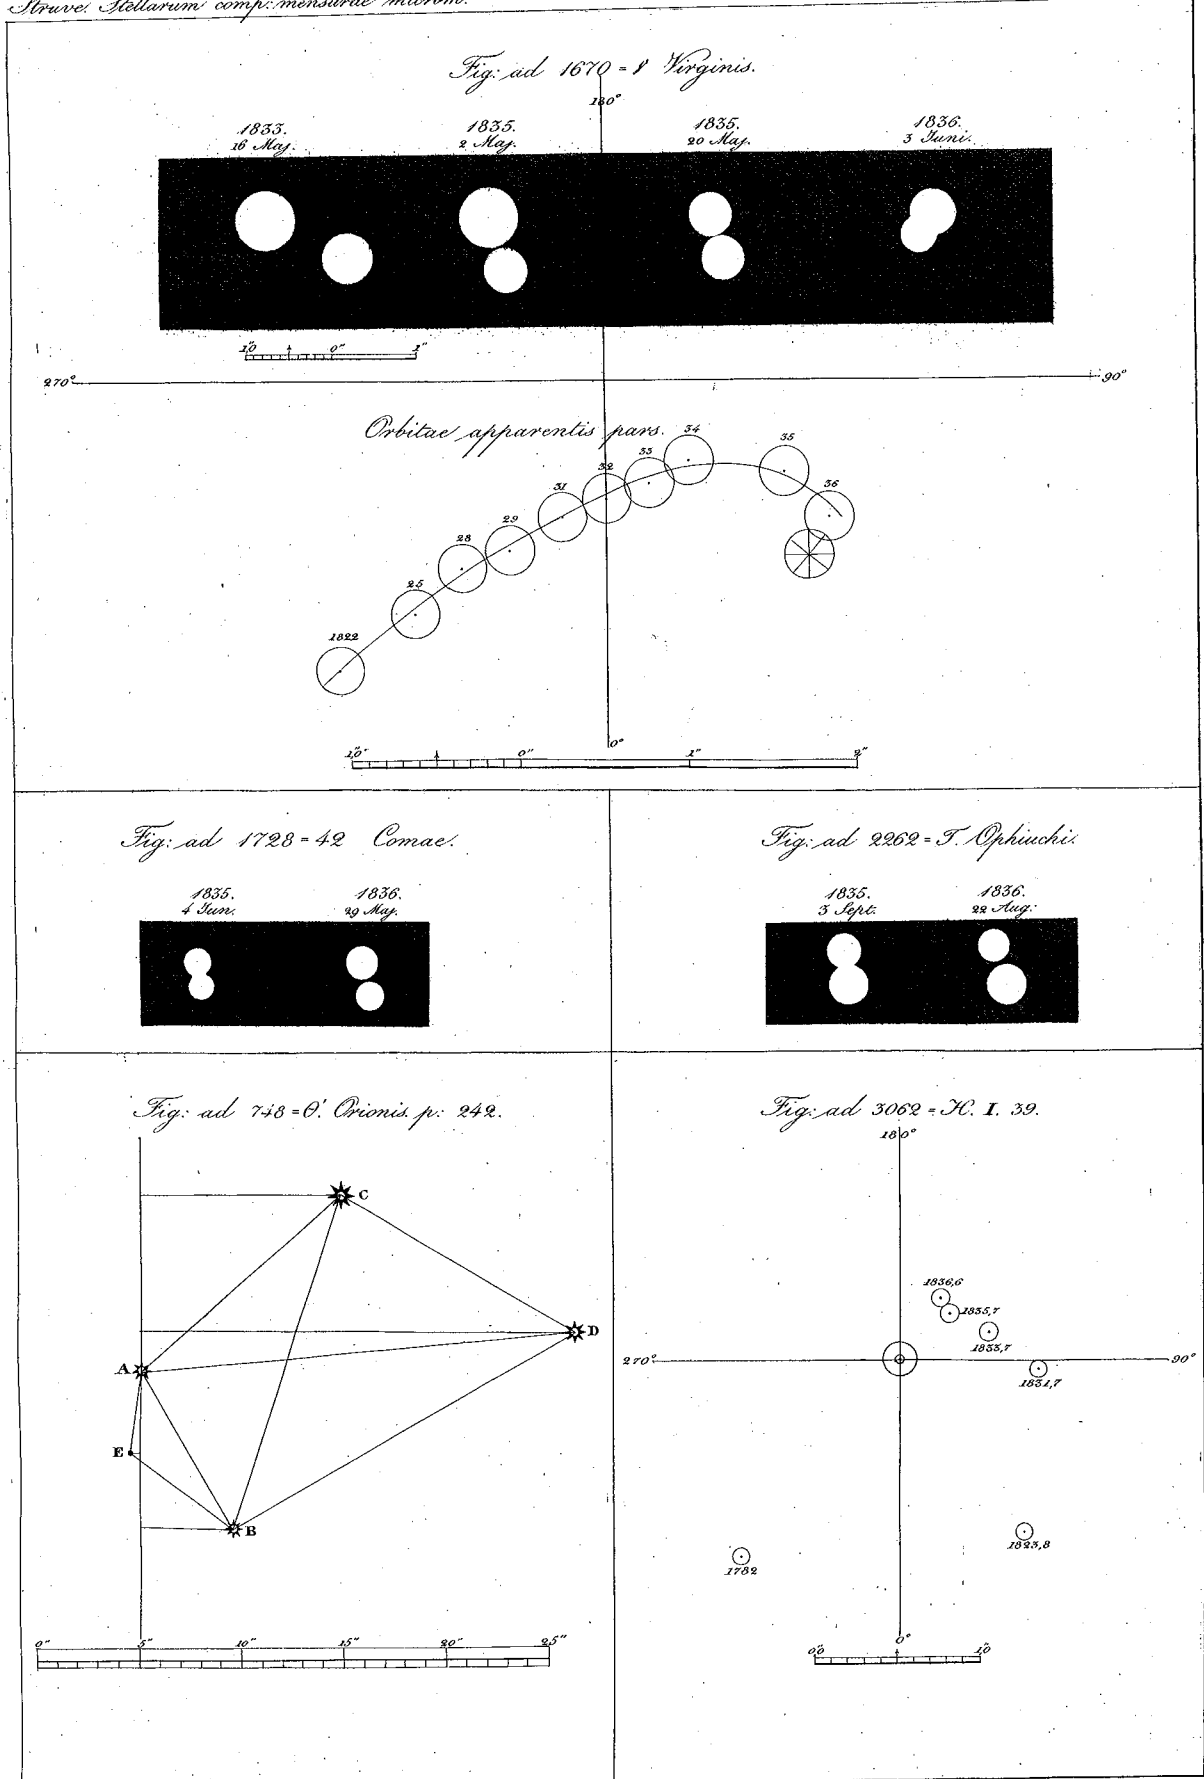 Struve. Stellarum comp: mensurae microm.
Fig: ad 1670 = γ Virginis.
180°
1833. 1835. 1835. 1836.
16 Maj. 2 Maj. 20 Maj. 3 Juni.
1,0 0" 1"
270° 90°
Orbitae apparentis pars.
34 35
33
32 36
31
29
28
25
1822
0°
1,0" 0" 1" 2"
Fig: ad 1728 = 42 Comae. Fig: ad 2262 = T. Ophiuchi.
1835. 1836. 1835. 1836.
4 Jun. 29 Maj. 3 Sept. 22 Aug:
Fig: ad 748 = θ'. Orionis. p: 242. Fig: ad 3062 = H. I. 39.
180°
C
1836,6
1835,7
D
1833,7
270° 90°
A
1831,7
E
B
1823,8
1782
0" 5" 10" 15" 20" 25"
0°
0,0 1,0